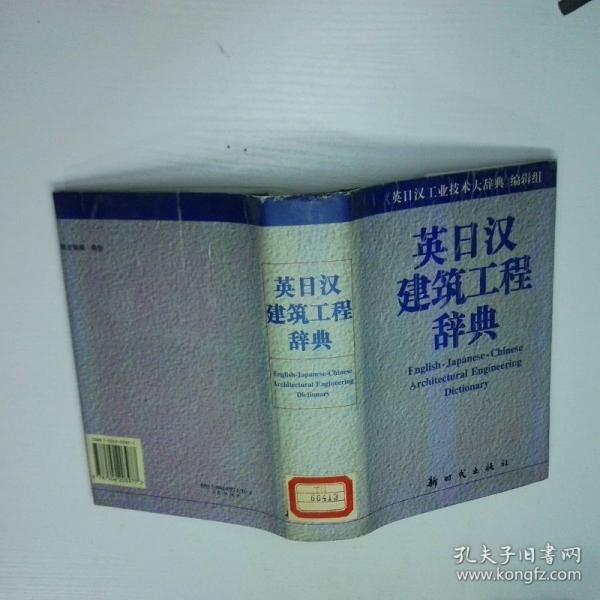 《英日汉工业技术大辞典》编辑组
英日汉
建筑工程
辞典
English-Japanese-Chinese
Architectural Engineering
Dictionary
新时代出版社
英日汉
建筑工程
辞典
English-Japanese-Chinese
Architectural Engineering
Dictionary
TU
66413
孔夫子旧书网
www.kongfz.com